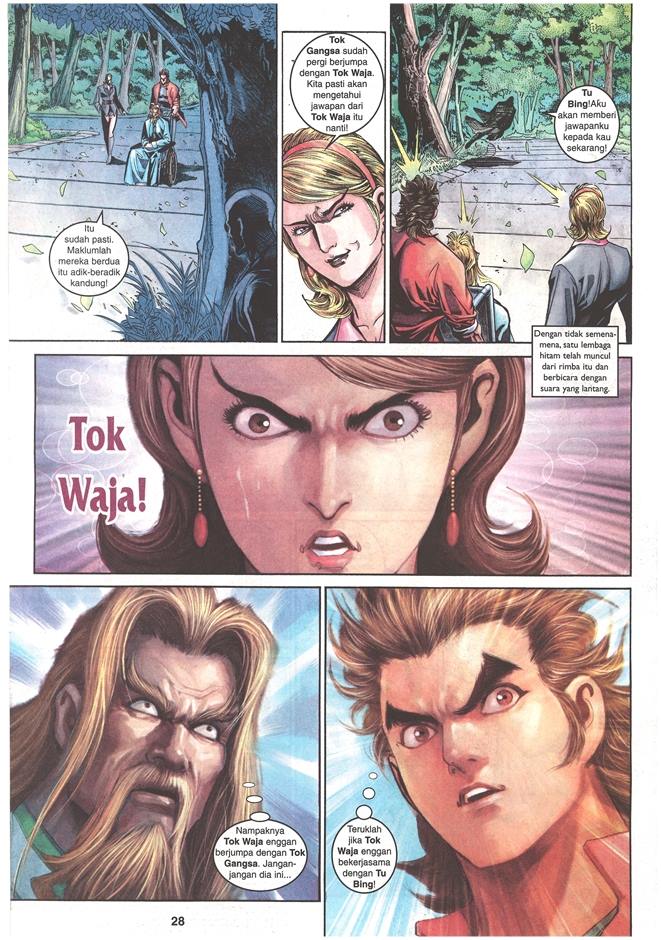 Itu
sudah pasti.
Maklumlah
mereka berdua
itu adik-beradik
kandung!
Tok
Gangsa sudah
pergi berjumpa
dengan Tok Waja.
Kita pasti akan
mengetahui
jawapan dari
Tok Waja itu
nanti!
Tu
Bing!Aku
akan memberi
jawapanku
kepada kau
sekarang!
Dengan tidak semena-
mena, satu lembaga
hitam telah muncul
dari rimba itu dan
berbicara dengan
suara yang lantang.
Tok
Waja!
Nampaknya
Tok Waja enggan
berjumpa dengan Tok
Gangsa. Jangan-
jangan dia ini...
Teruklah
jika Tok
Waja enggan
bekerjasama
dengan Tu
Bing!
28